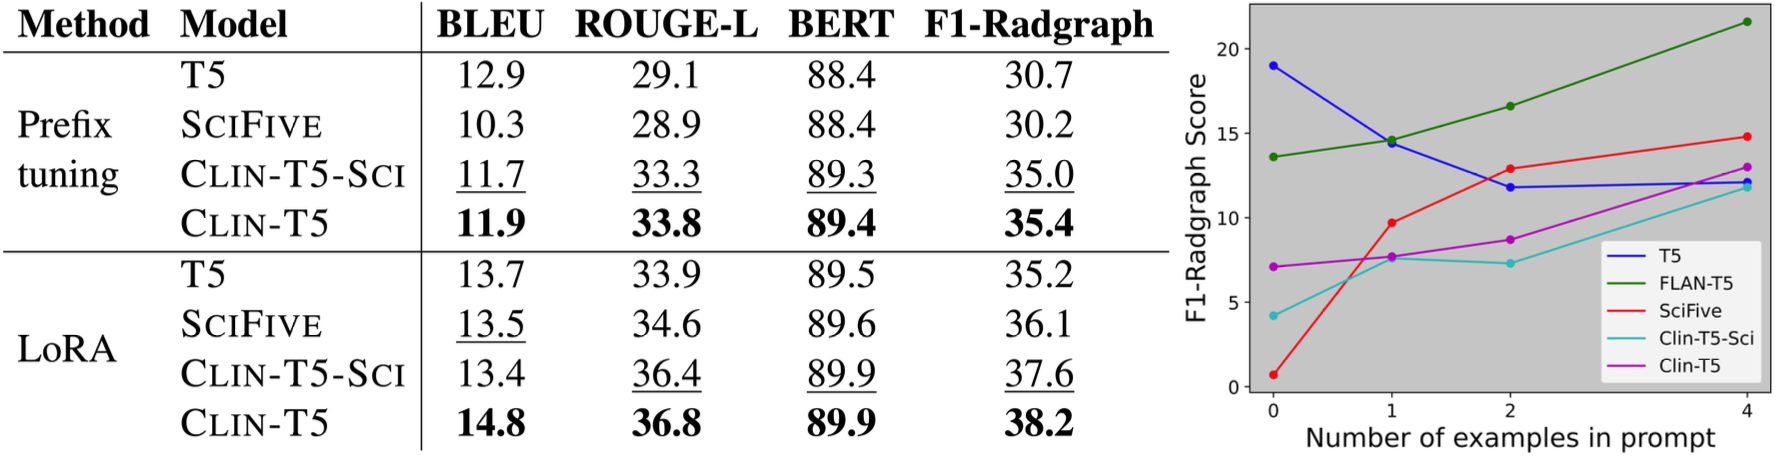 Method Model BLEU ROUGE-L BERT F1-Radgraph
Prefix tuning
T5 12.9 29.1 88.4 30.7
SCIFIVE 10.3 28.9 88.4 30.2
CLIN-T5-SCI 11.7 33.3 89.3 35.0
CLIN-T5 11.9 33.8 89.4 35.4
LoRA
T5 13.7 33.9 89.5 35.2
SCIFIVE 13.5 34.6 89.6 36.1
CLIN-T5-SCI 13.4 36.4 89.9 37.6
CLIN-T5 14.8 36.8 89.9 38.2
F1-Radgraph Score
20
15
10
5
0
0 1 2 4
Number of examples in prompt
T5
FLAN-T5
SciFive
Clin-T5-Sci
Clin-T5